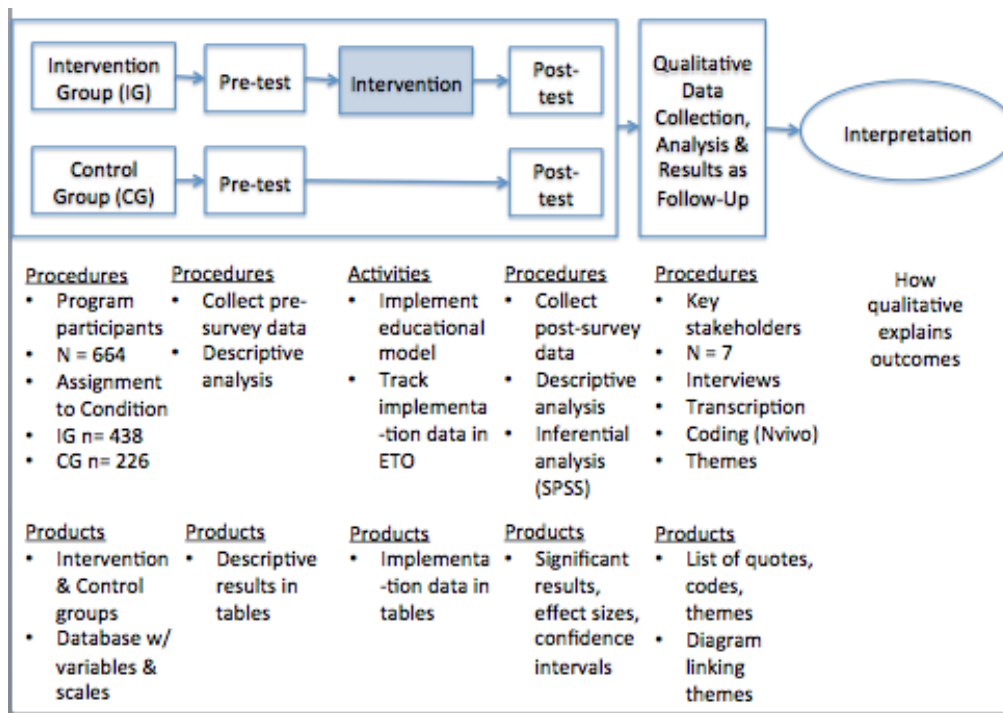 Intervention
Group (IG)
Pre-test
Intervention
Post-
test
Control
Group (CG)
Pre-test
Post-
test
Qualitative
Data
Collection,
Analysis &
Results as
Follow-Up
Interpretation
Procedures
• Program
participants
• N = 664
• Assignment
to Condition
• IG n= 438
• CG n= 226
Procedures
• Collect pre-
survey data
• Descriptive
analysis
Activities
• Implement
educational
model
• Track
implementa
-tion data in
ETO
Procedures
• Collect
post-survey
data
• Descriptive
analysis
• Inferential
analysis
(SPSS)
Procedures
• Key
stakeholders
• N = 7
• Interviews
• Transcription
• Coding (Nvivo)
• Themes
How
qualitative
explains
outcomes
Products
• Intervention
& Control
groups
• Database w/
variables &
scales
Products
• Descriptive
results in
tables
Products
• Implementa
-tion data in
tables
Products
• Significant
results,
effect sizes,
confidence
intervals
Products
• List of quotes,
codes,
themes
• Diagram
linking
themes